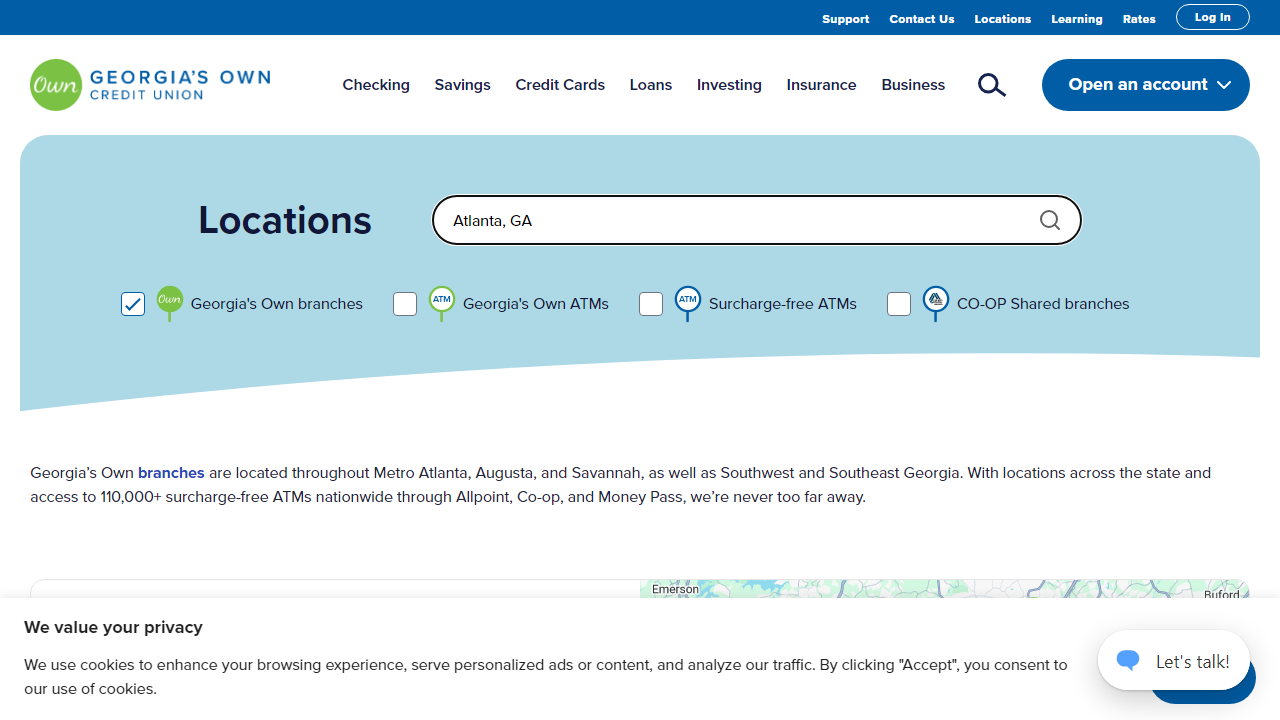 Support Contact Us Locations Learning Rates Log In
Own GEORGIA'S OWN
CREDIT UNION
Checking Savings Credit Cards Loans Investing Insurance Business
Open an account
Locations
Atlanta, GA
Own Georgia's Own branches
ATM Georgia's Own ATMs
ATM Surcharge-free ATMs
CO-OP Shared branches
Georgia’s Own branches are located throughout Metro Atlanta, Augusta, and Savannah, as well as Southwest and Southeast Georgia. With locations across the state and
access to 110,000+ surcharge-free ATMs nationwide through Allpoint, Co-op, and Money Pass, we’re never too far away.
Emerson
Buford
We value your privacy
We use cookies to enhance your browsing experience, serve personalized ads or content, and analyze our traffic. By clicking "Accept", you consent to
our use of cookies.
Let's talk!